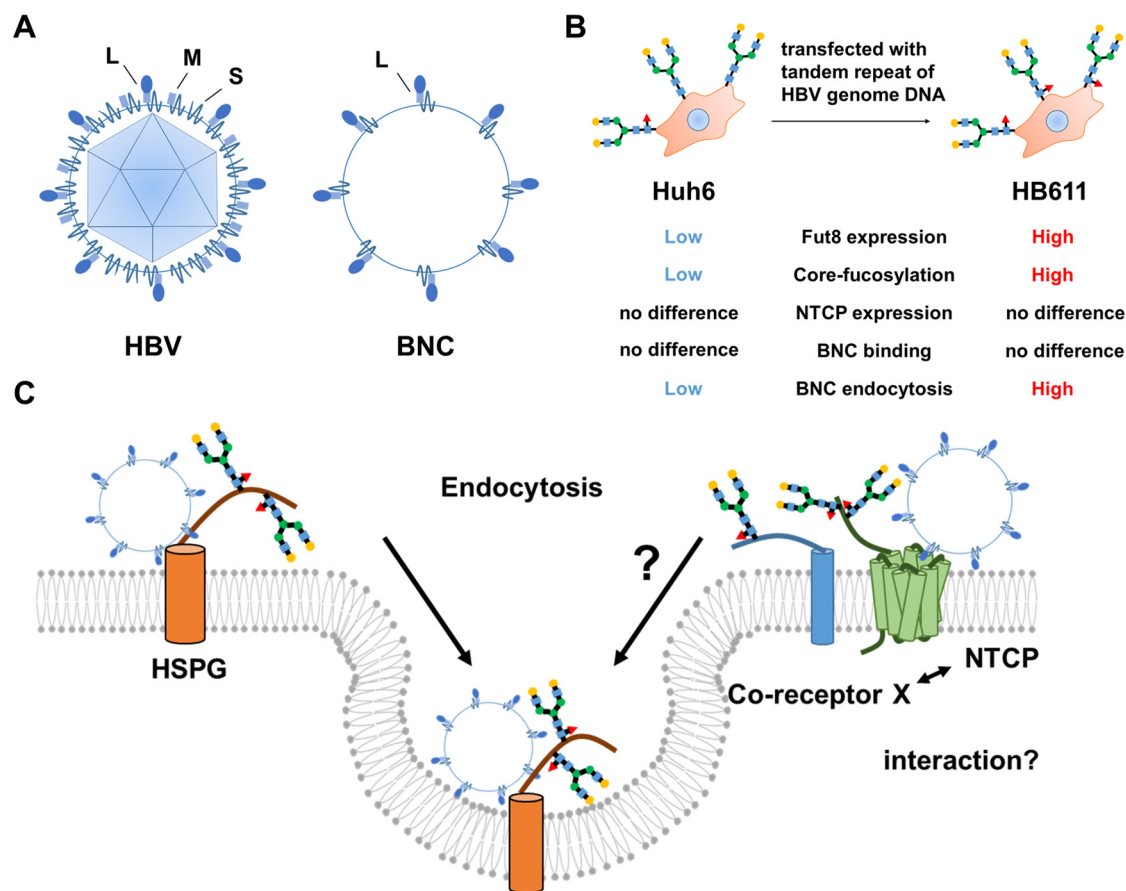 A
L
M
S
HBV
L
BNC
B
transfected with
tandem repeat of
HBV genome DNA
Huh6
HB611
Low Fut8 expression High
Low Core-fucosylation High
no difference NTCP expression no difference
no difference BNC binding no difference
Low BNC endocytosis High
C
Endocytosis
?
HSPG
NTCP
Co-receptor X
interaction?